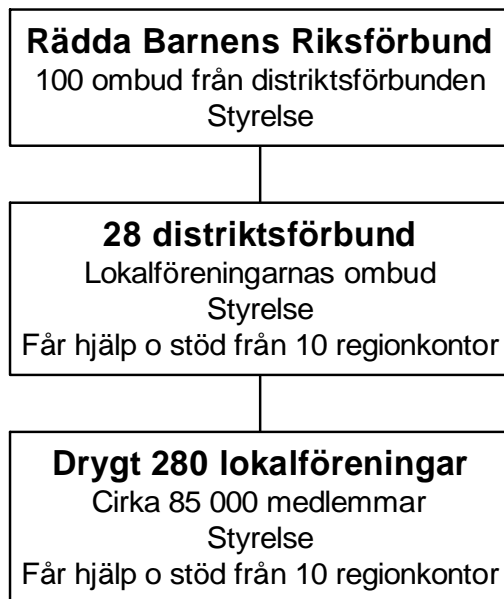 Rädda Barnens Riksförbund
100 ombud från distriktsförbunden
Styrelse
28 distriktsförbund
Lokalföreningarnas ombud
Styrelse
Får hjälp o stöd från 10 regionkontor
Drygt 280 lokalföreningar
Cirka 85 000 medlemmar
Styrelse
Får hjälp o stöd från 10 regionkontor